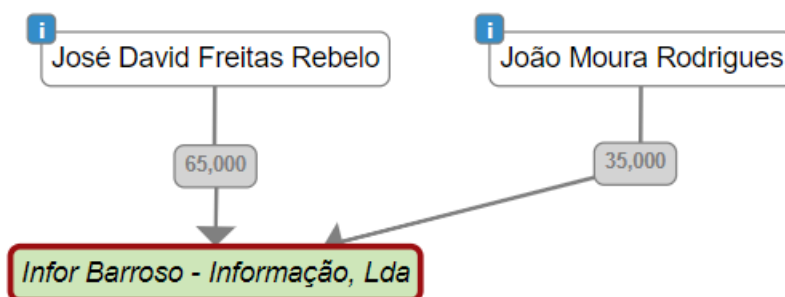 i
José David Freitas Rebelo
i
João Moura Rodrigues
65,000
35,000
Infor Barroso - Informação, Lda